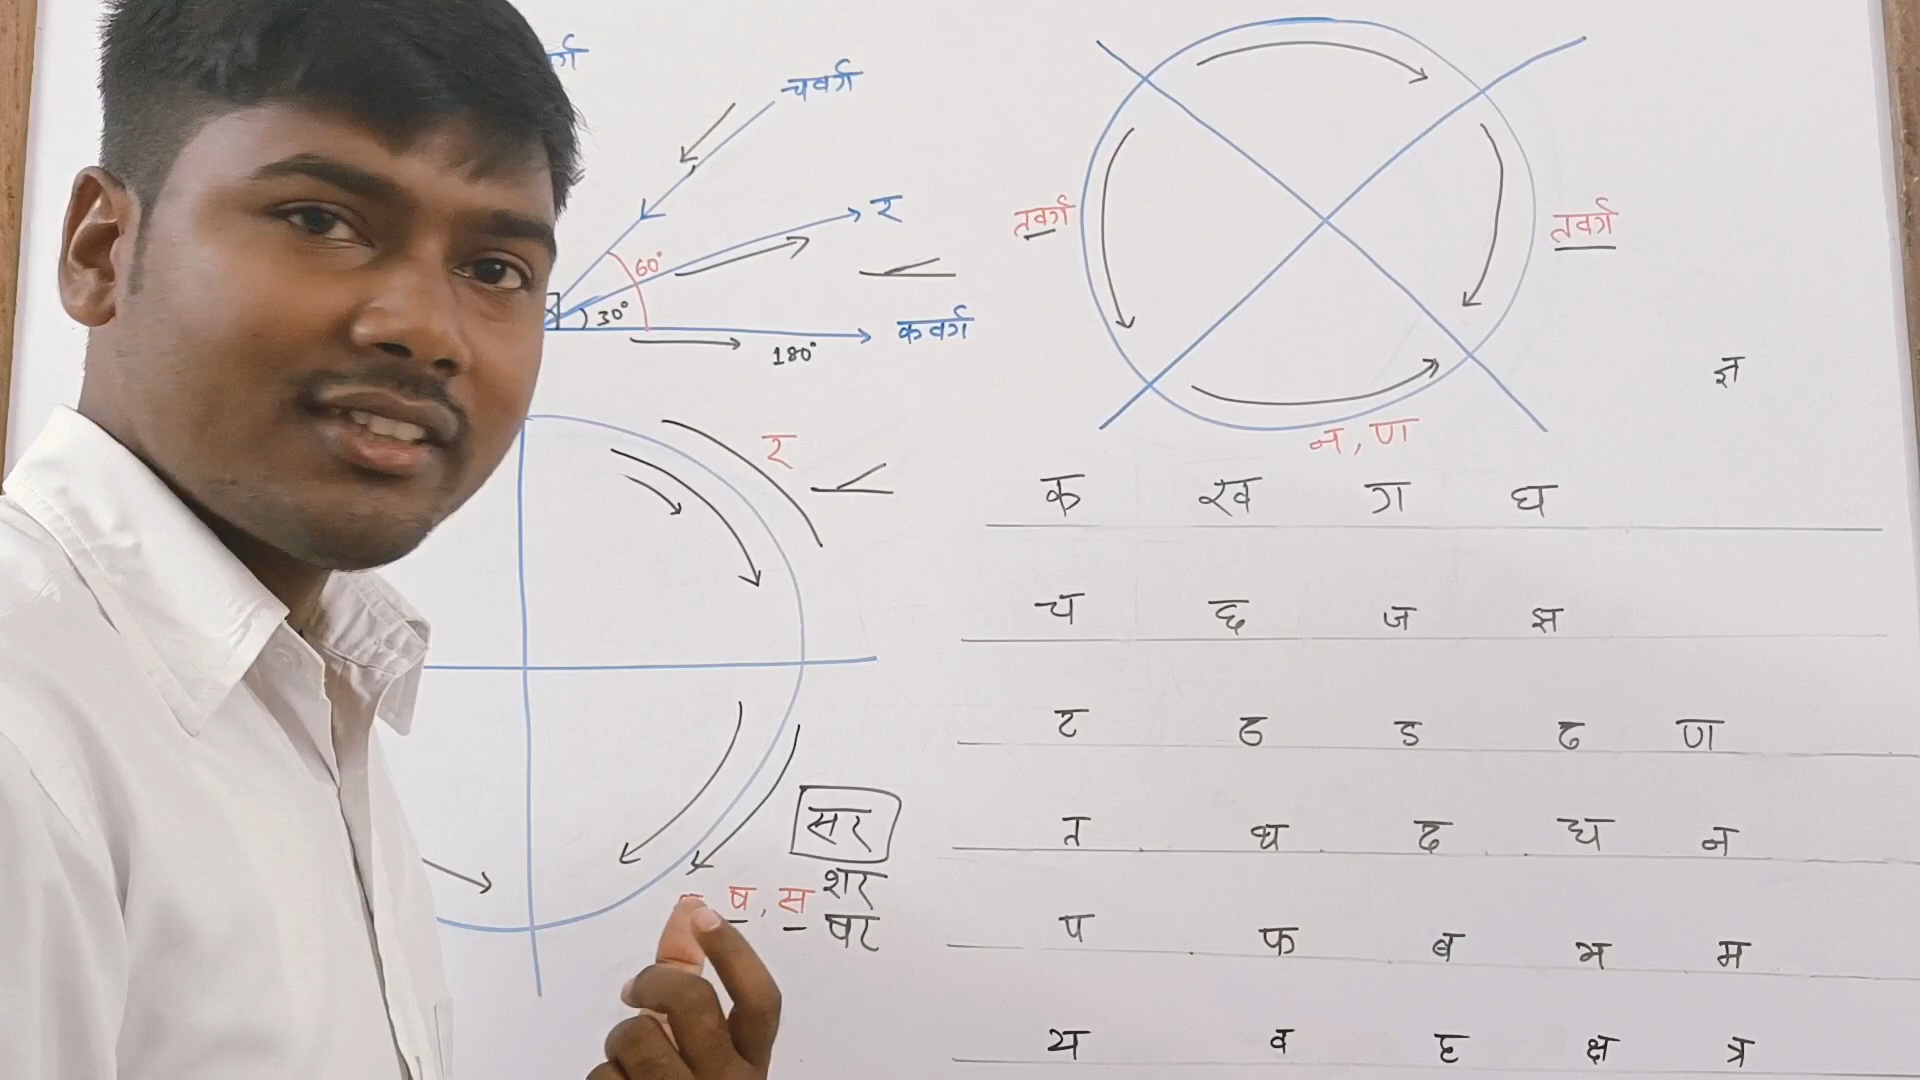 चवर्ग
र
60°
30°
कवर्ग
180°
तवर्ग
तवर्ग
न, ण
ज्ञ
र
सर
शर
षर
ष, स
क ख ग घ
च छ ज झ
ट ठ ड ढ ण
त थ द ध न
प फ ब भ म
य व ह क्ष त्र